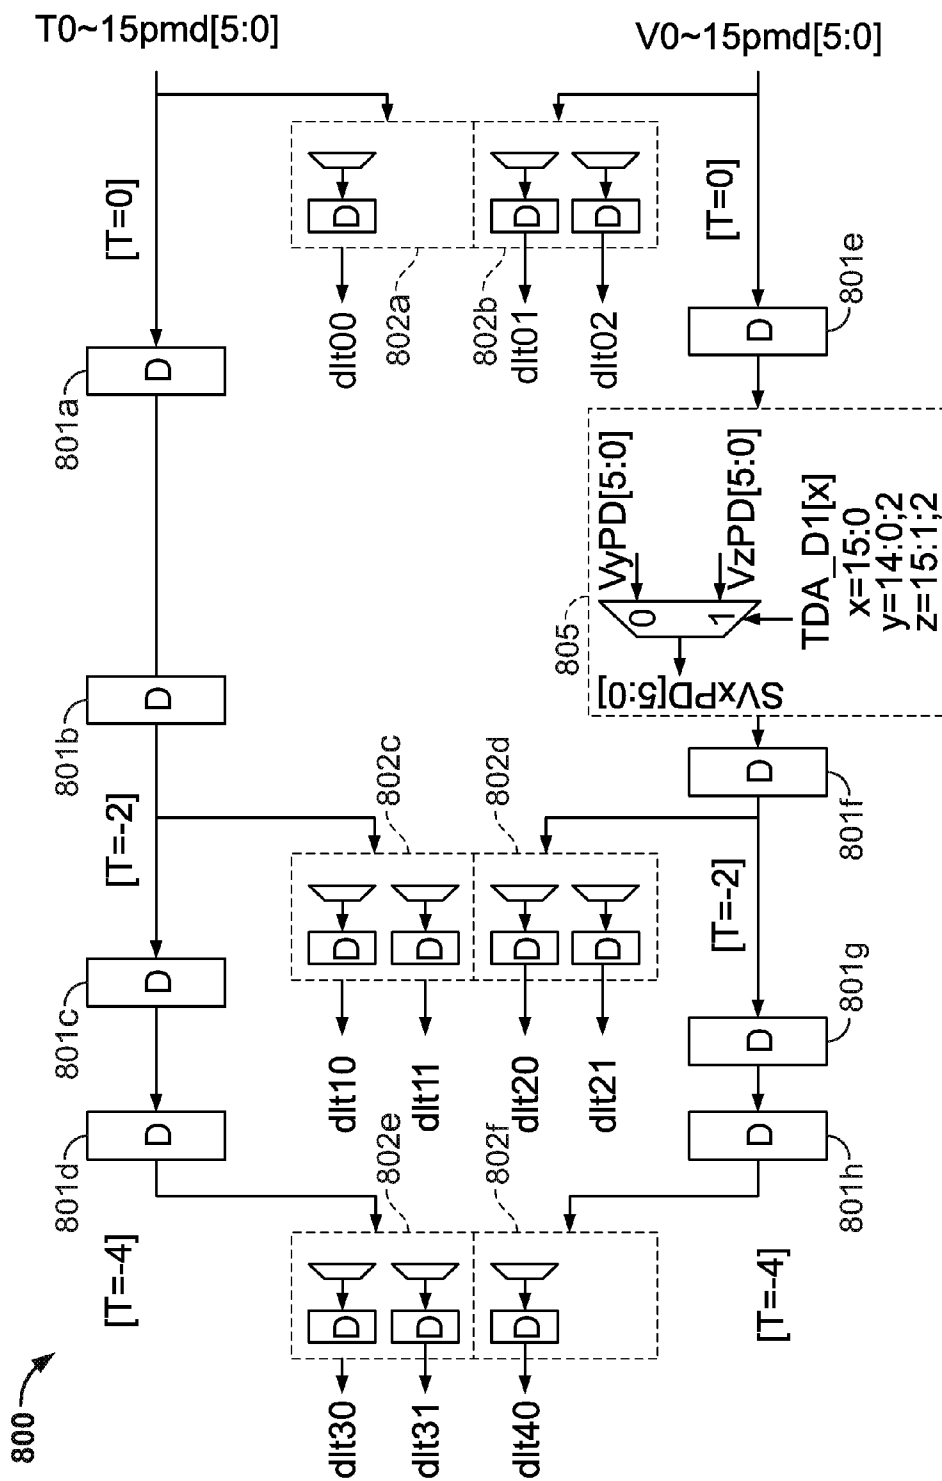 T0~15pmd[5:0]
V0~15pmd[5:0]
[T=0]
D
dlt00
802a
D
dlt01
D
dlt02
802b
[T=0]
D
801a
D
801e
805
VyPD[5:0]
VzPD[5:0]
0
1
SVxPD[5:0]
TDA_D1[x]
x=15:0
y=14:0;2
z=15:1;2
D
801b
D
801f
[T=-2]
802c
802d
D
D
D
D
dlt10
dlt11
dlt20
dlt21
[T=-2]
D
801c
D
801g
D
801d
D
801h
802e
802f
[T=-4]
D
D
D
[T=-4]
dlt30
dlt31
dlt40
800